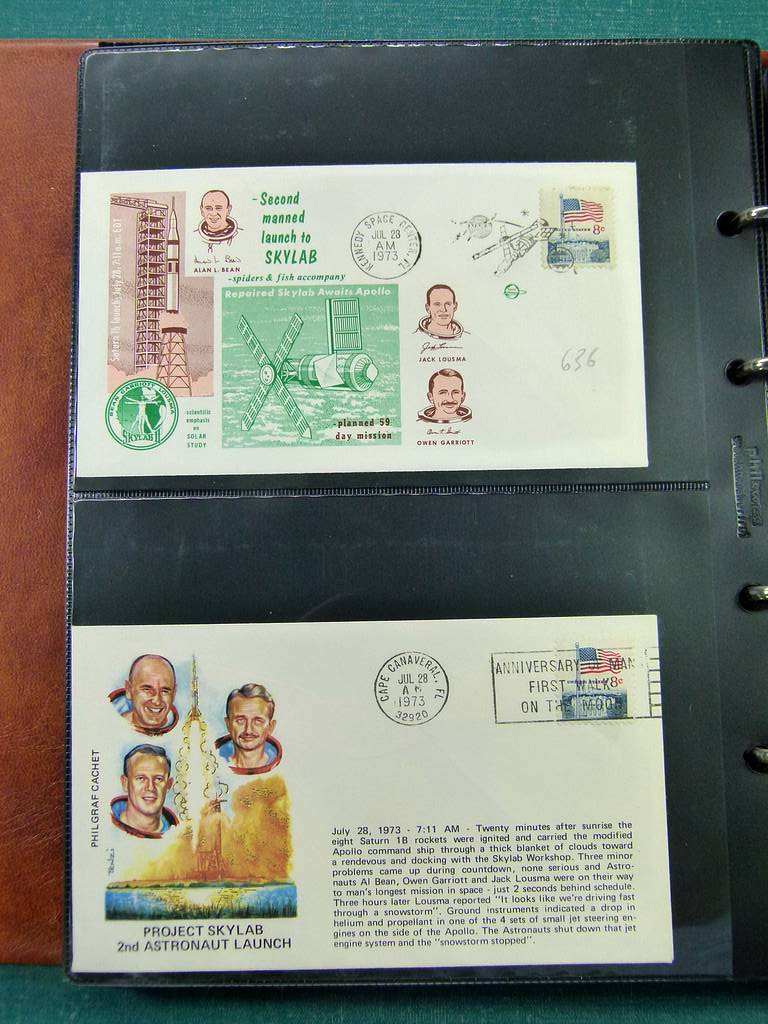 -Second
manned
launch to
SKYLAB
-spiders & fish accompany
Saturn 1b launch-July 28, 7:11a.m. EDT
ALAN L. BEAN
KENNEDY SPACE CENTER, FL
JUL 28
AM
1973
UNITED STATES
8c
Repaired Skylab Awaits Apollo
JACK LOUSMA
OWEN GARRIOTT
636
BEAN GARRIOTT LOUSMA
SKYLAB II
-scientific
emphasis
on
SOLAR
STUDY
-planned 59
day mission
CAPE CANAVERAL, FL
JUL 28
AM
1973
32920
ANNIVERSARY OF MAN
FIRST WALK
ON THE MOON
8c
PHILGRAF CACHET
July 28, 1973 - 7:11 AM - Twenty minutes after sunrise the
eight Saturn 1B rockets were ignited and carried the modified
Apollo command ship through a thick blanket of clouds toward
a rendevous and docking with the Skylab Workshop. Three minor
problems came up during countdown, none serious and Astro-
nauts Al Bean, Owen Garriott and Jack Lousma were on their way
to man's longest mission in space - just 2 seconds behind schedule.
Three hours later Lousma reported "It looks like we're driving fast
through a snowstorm". Ground instruments indicated a drop in
helium and propellant in one of the 4 sets of small jet steering en-
gines on the side of the Apollo. The Astronauts shut down that jet
engine system and the "snowstorm stopped".
PROJECT SKYLAB
2nd ASTRONAUT LAUNCH